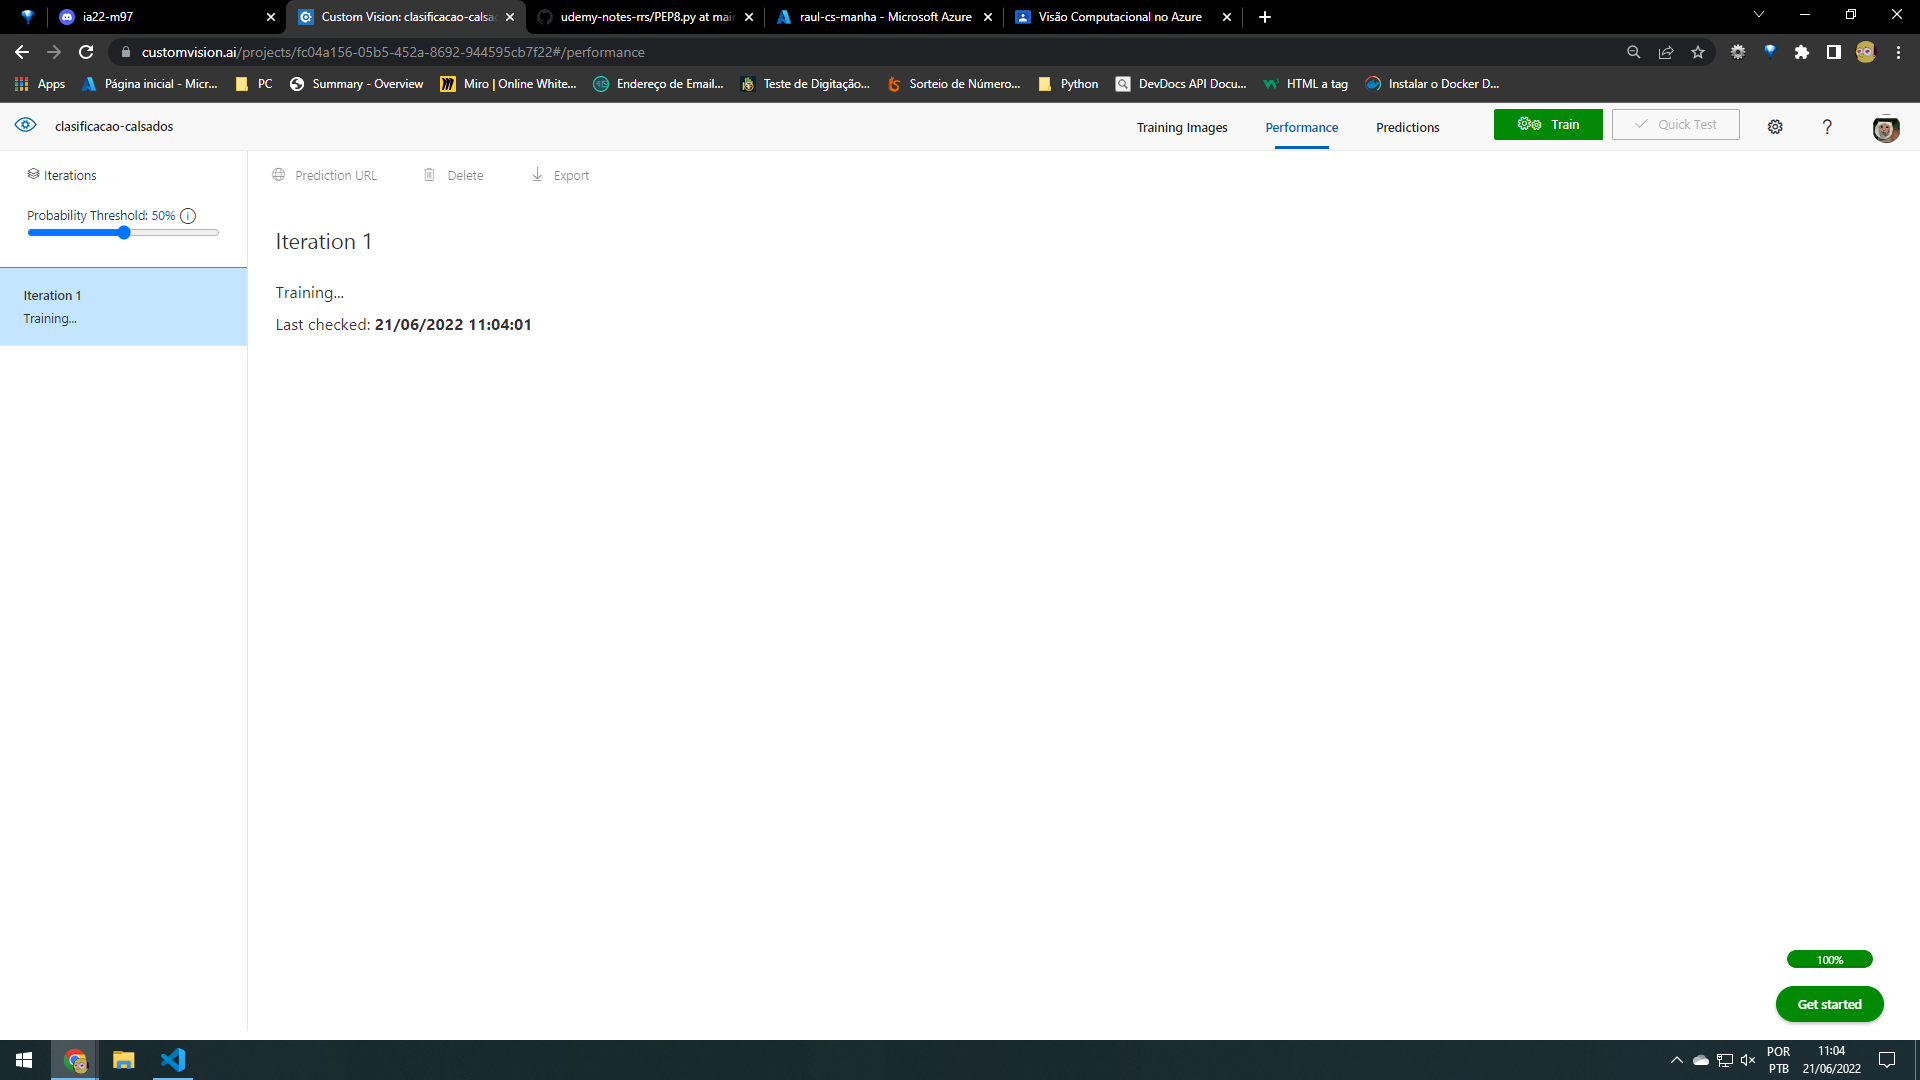 ia22-m97
Custom Vision: clasificacao-calsa
udemy-notes-rrs/PEP8.py at mai
raul-cs-manha - Microsoft Azure
Visão Computacional no Azure
customvision.ai/projects/fc04a156-05b5-452a-8692-944595cb7f22#/performance
Apps
Página inicial - Micr...
PC
Summary - Overview
Miro | Online White...
Endereço de Email...
Teste de Digitação...
Sorteio de Número...
Python
DevDocs API Docu...
HTML a tag
Instalar o Docker D...
clasificacao-calsados
Training Images
Performance
Predictions
Train
Quick Test
?
Iterations
Prediction URL
Delete
Export
Probability Threshold: 50%
Iteration 1
Training...
Last checked: 21/06/2022 11:04:01
Iteration 1
Training...
100%
Get started
POR
PTB
11:04
21/06/2022